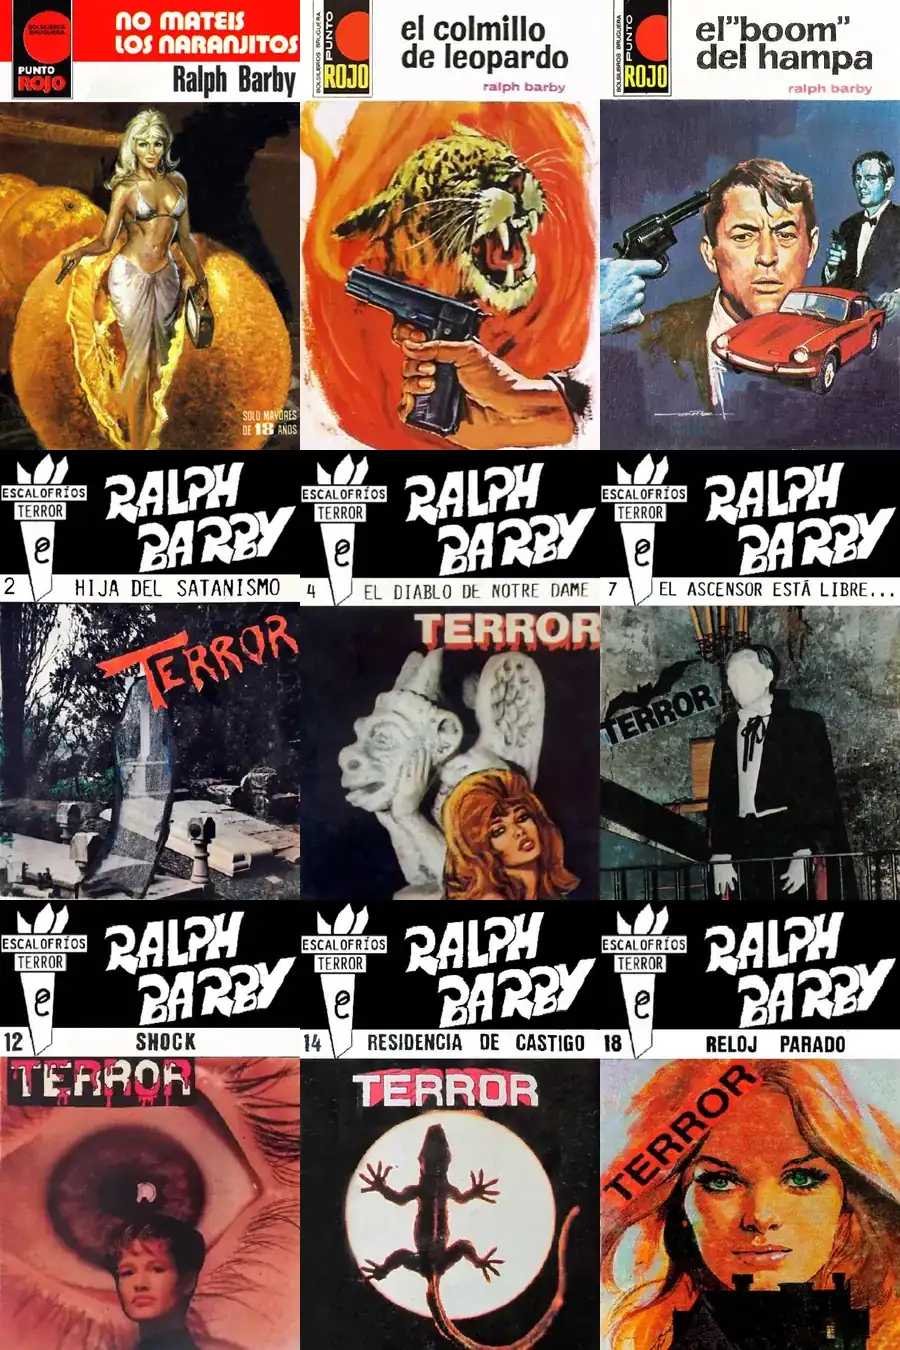 BOLSILIBROS
BRUGUERA
PUNTO
ROJO
NO MATEIS
LOS NARANJITOS
Ralph Barby
SOLO MAYORES
DE 18 AÑOS
BOLSILIBROS BRUGUERA
PUNTO
ROJO
el colmillo
de leopardo
ralph barby
BOLSILIBROS BRUGUERA
PUNTO
ROJO
el "boom"
del hampa
ralph barby
ESCALOFRÍOS
TERROR
e
RALPH
BARBY
2 HIJA DEL SATANISMO
TERROR
ESCALOFRÍOS
TERROR
e
RALPH
BARBY
4 EL DIABLO DE NOTRE DAME
TERROR
ESCALOFRÍOS
TERROR
e
RALPH
BARBY
7 EL ASCENSOR ESTÁ LIBRE...
TERROR
ESCALOFRÍOS
TERROR
e
RALPH
BARBY
12 SHOCK
TERROR
ESCALOFRÍOS
TERROR
e
RALPH
BARBY
14 RESIDENCIA DE CASTIGO
TERROR
ESCALOFRÍOS
TERROR
e
RALPH
BARBY
18 RELOJ PARADO
TERROR